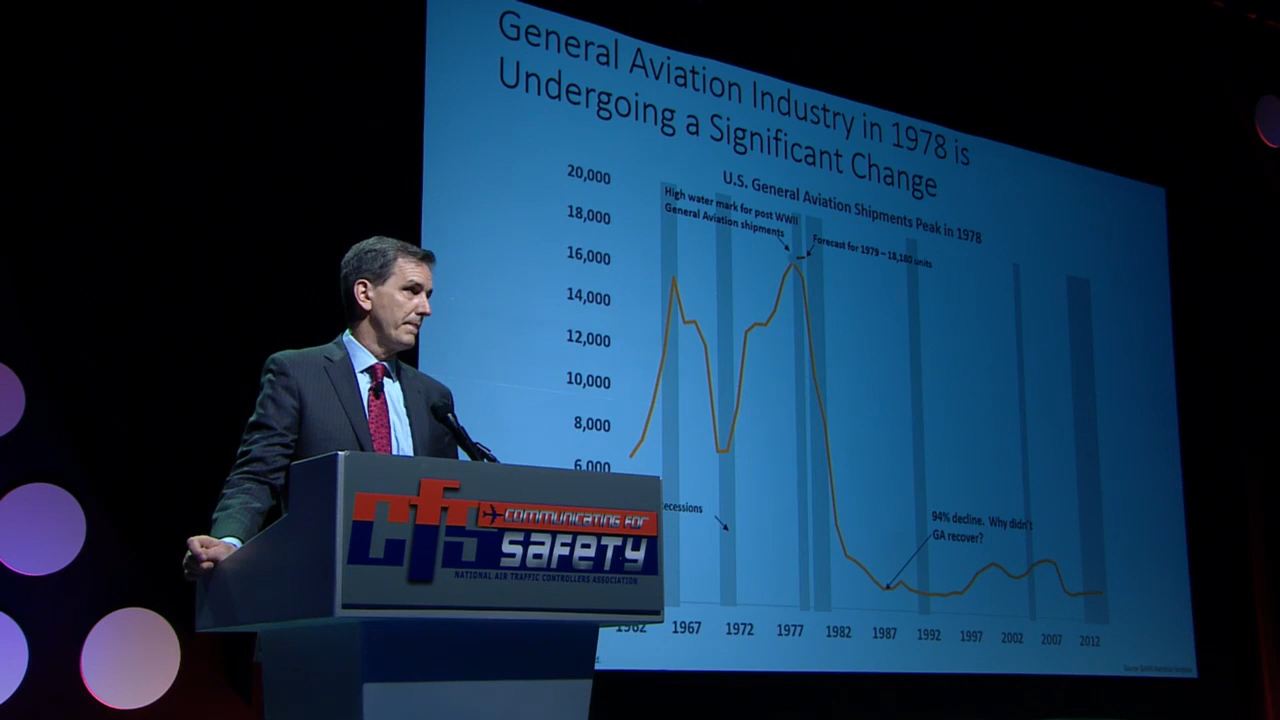 General Aviation Industry in 1978 is
Undergoing a Significant Change
U.S. General Aviation Shipments Peak in 1978
20,000
18,000
16,000
14,000
12,000
10,000
8,000
6,000
High water mark for post WWII
General Aviation shipments
Forecast for 1979 – 18,180 units
ecessions
94% decline. Why didn't
GA recover?
1962 1967 1972 1977 1982 1987 1992 1997 2002 2007 2012
cfs
COMMUNICATING FOR
SAFETY
NATIONAL AIR TRAFFIC CONTROLLERS ASSOCIATION